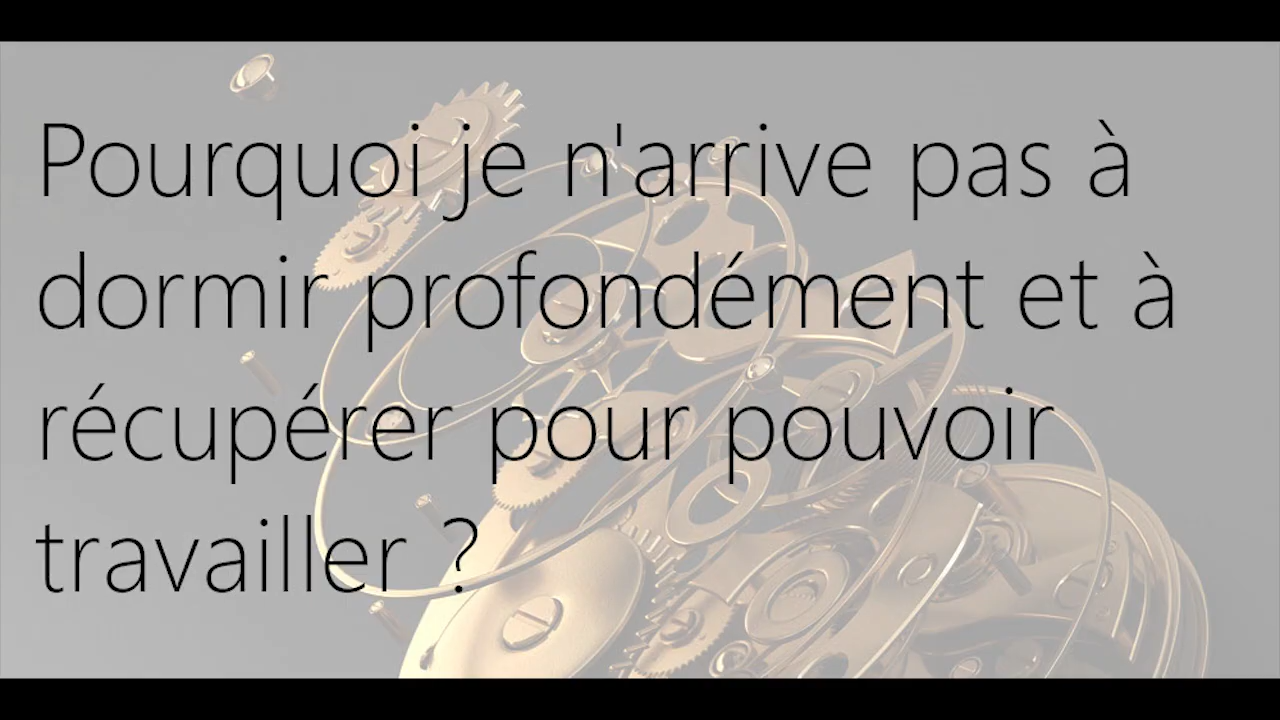 Pourquoi je n'arrive pas à
dormir profondément et à
récupérer pour pouvoir
travailler ?